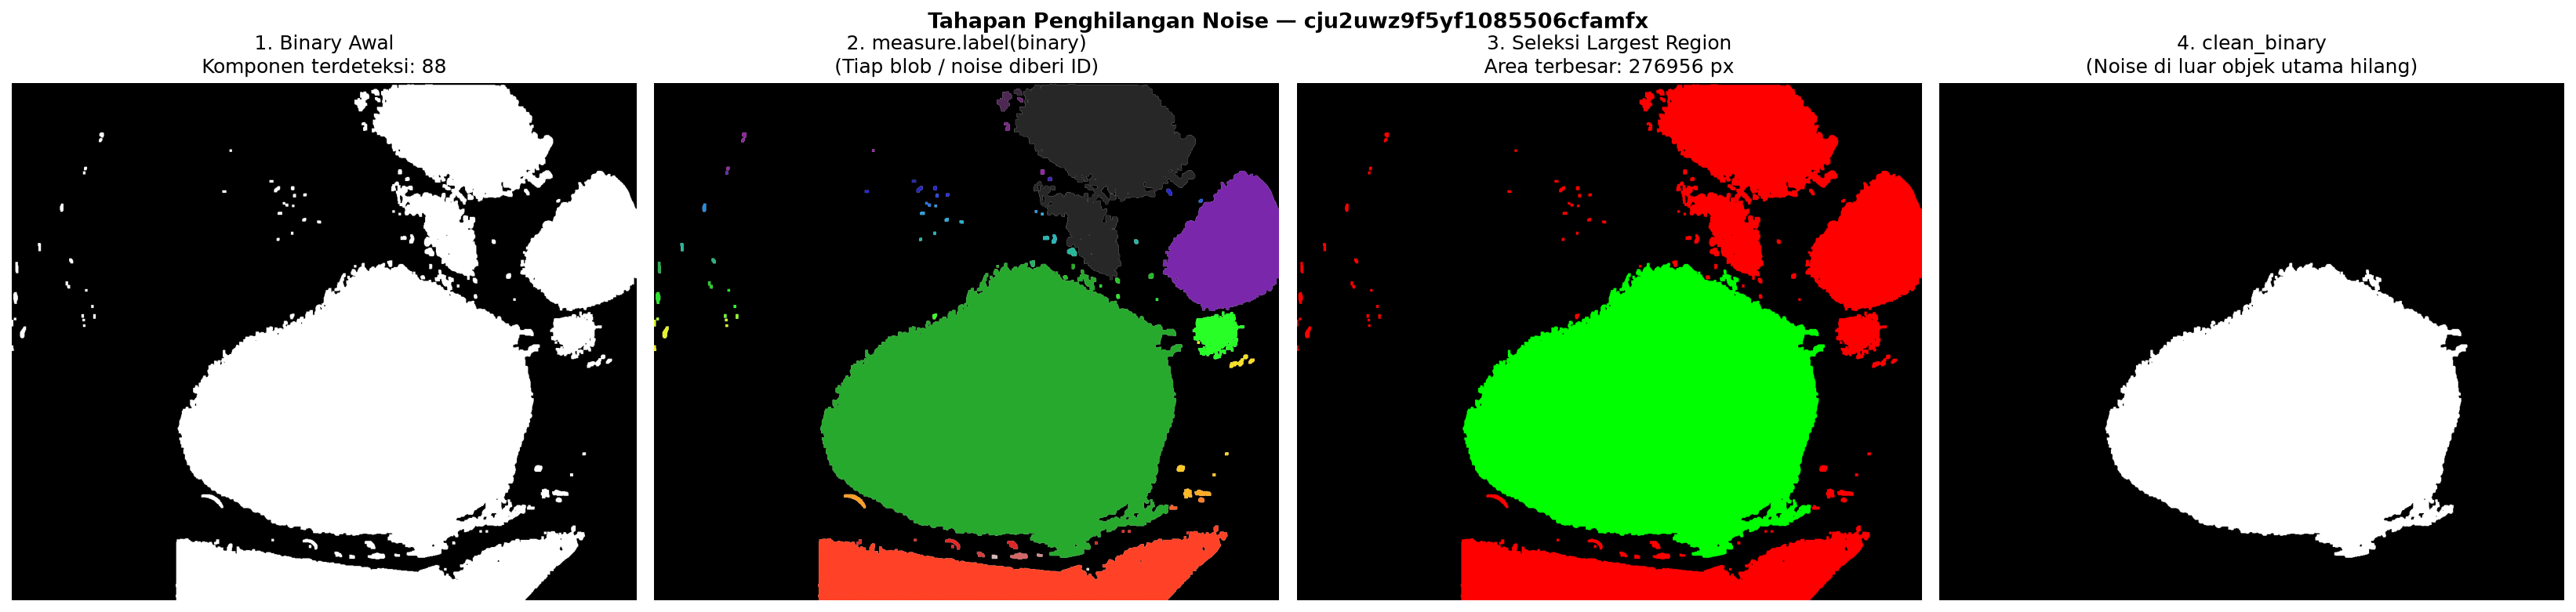 Tahapan Penghilangan Noise — cju2uwz9f5yf1085506cfamfx
1. Binary Awal
Komponen terdeteksi: 88
2. measure.label(binary)
(Tiap blob / noise diberi ID)
3. Seleksi Largest Region
Area terbesar: 276956 px
4. clean_binary
(Noise di luar objek utama hilang)